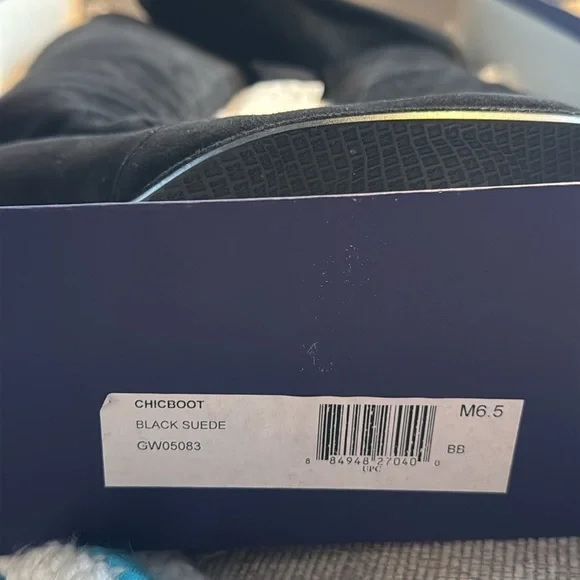 CHICBOOT
M6.5
BLACK SUEDE
GW05083
BB
8 84948 27040 0
UPC